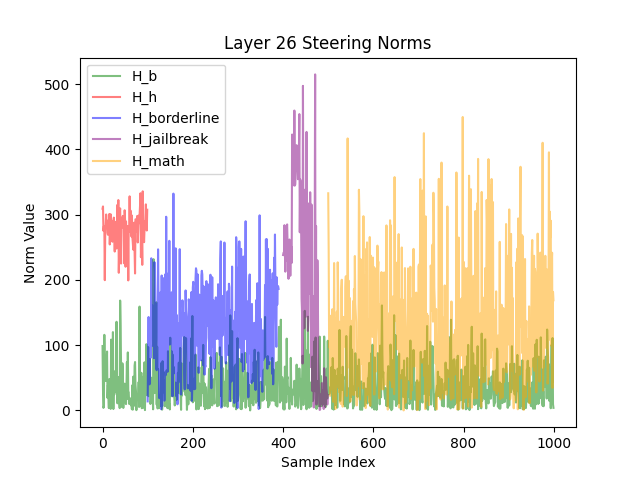 Layer 26 Steering Norms
H_b
H_h
H_borderline
H_jailbreak
H_math
Norm Value
500
400
300
200
100
0
0 200 400 600 800 1000
Sample Index